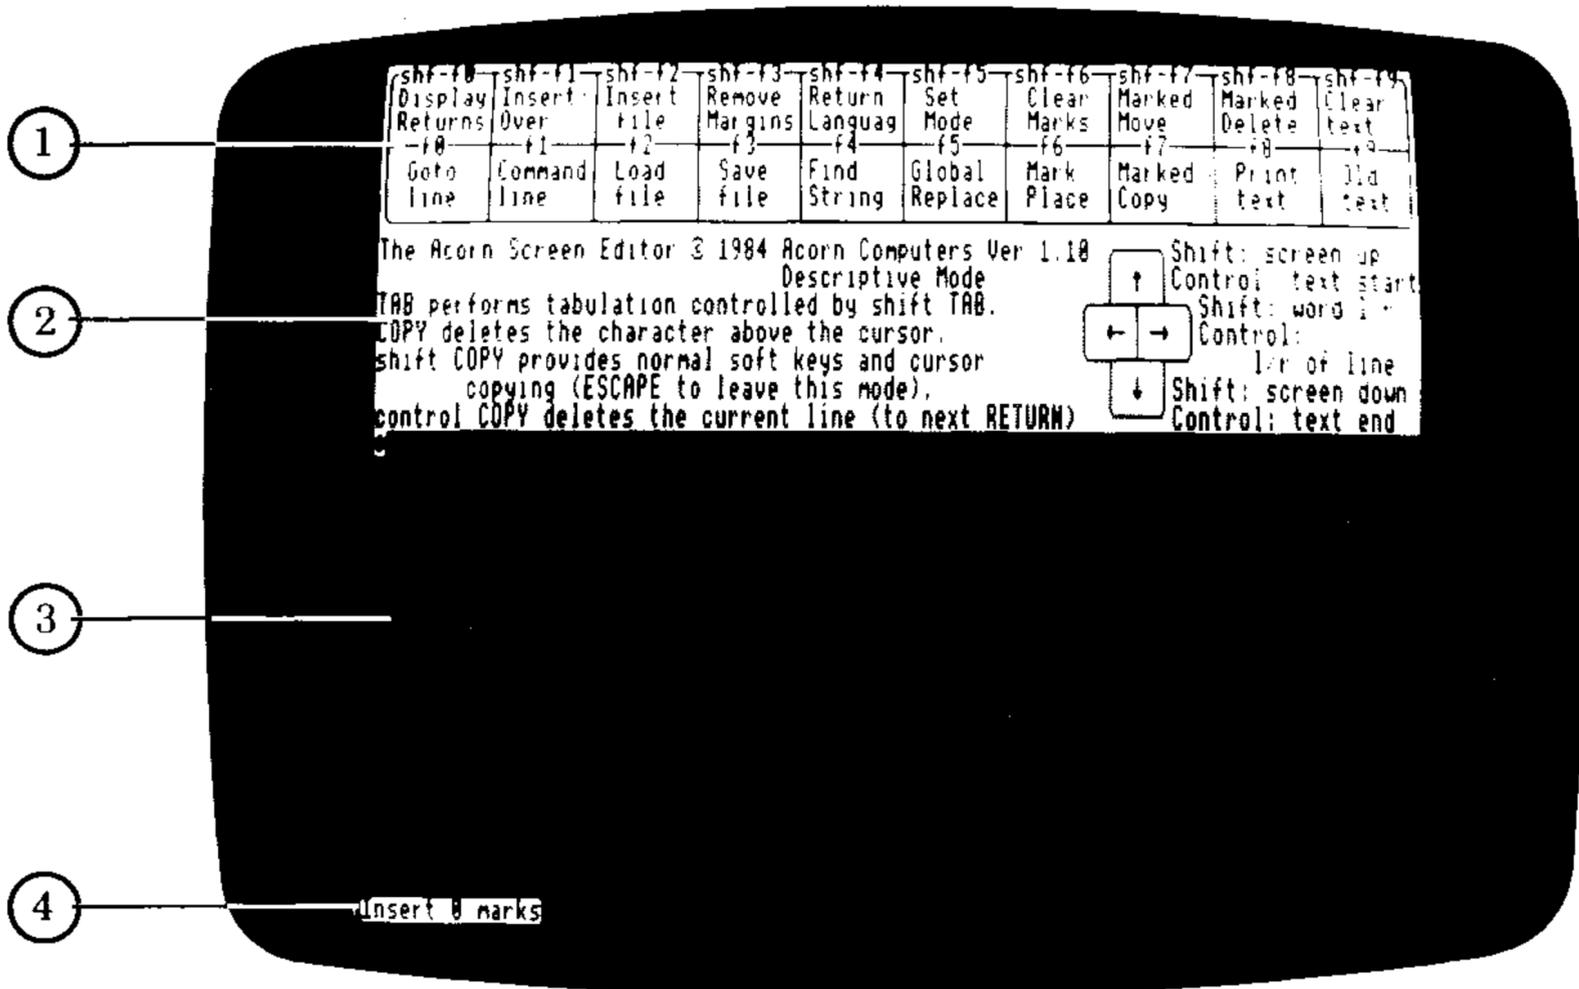 shf-f0 shf-f1 shf-f2 shf-f3 shf-f4 shf-f5 shf-f6 shf-f7 shf-f8 shf-f9
Display Insert Insert Remove Return Set Clear Marked Marked Clear
Returns Over file Margins Languag Mode Marks Move Delete text
f0 f1 f2 f3 f4 f5 f6 f7 f8 f9
Goto Command Load Save Find Global Mark Marked Print Old
line line file file String Replace Place Copy text text
The Acorn Screen Editor © 1984 Acorn Computers Ver 1.10
Descriptive Mode
TAB performs tabulation controlled by shift TAB.
COPY deletes the character above the cursor.
shift COPY provides normal soft keys and cursor
copying (ESCAPE to leave this mode).
control COPY deletes the current line (to next RETURN)
↑
← →
↓
Shift: screen up
Control: text start
Shift: word
Control:
l/r of line
Shift: screen down
Control: text end
Insert 0 marks
1
2
3
4